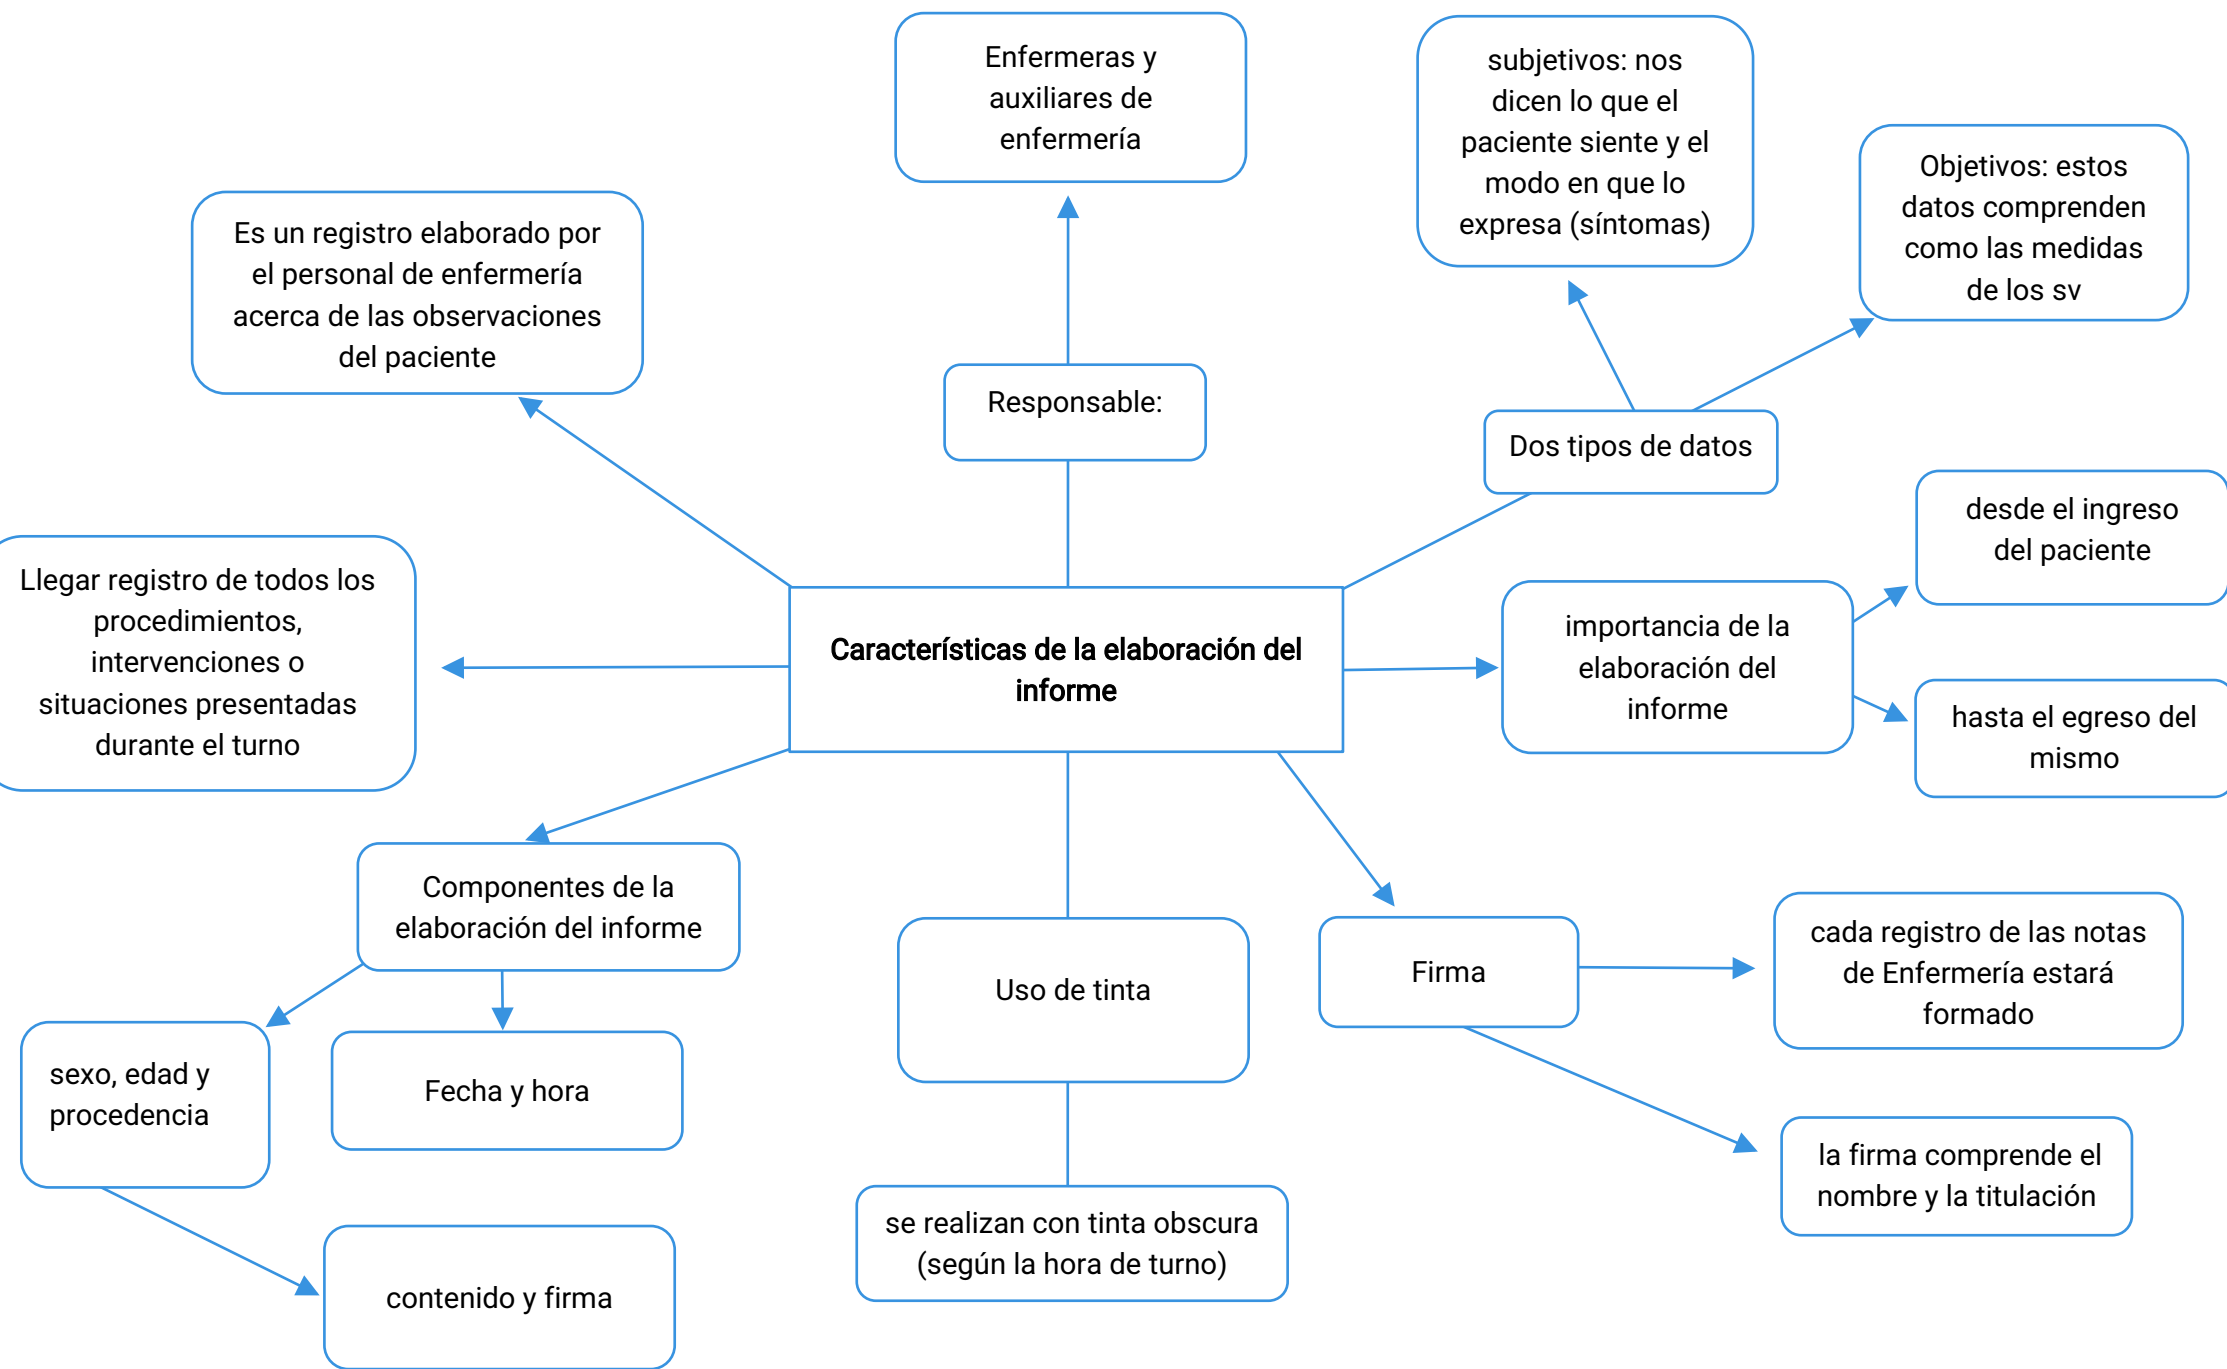 Enfermeras y
auxiliares de
enfermería
subjetivos: nos
dicen lo que el
paciente siente y el
modo en que lo
expresa (síntomas)
Objetivos: estos
datos comprenden
como las medidas
de los sv
Es un registro elaborado por
el personal de enfermería
acerca de las observaciones
del paciente
Responsable:
Dos tipos de datos
desde el ingreso
del paciente
Llegar registro de todos los
procedimientos,
intervenciones o
situaciones presentadas
durante el turno
Características de la elaboración del
informe
importancia de la
elaboración del
informe
hasta el egreso del
mismo
Componentes de la
elaboración del informe
Uso de tinta
Firma
cada registro de las notas
de Enfermería estará
formado
sexo, edad y
procedencia
Fecha y hora
la firma comprende el
nombre y la titulación
se realizan con tinta obscura
(según la hora de turno)
contenido y firma